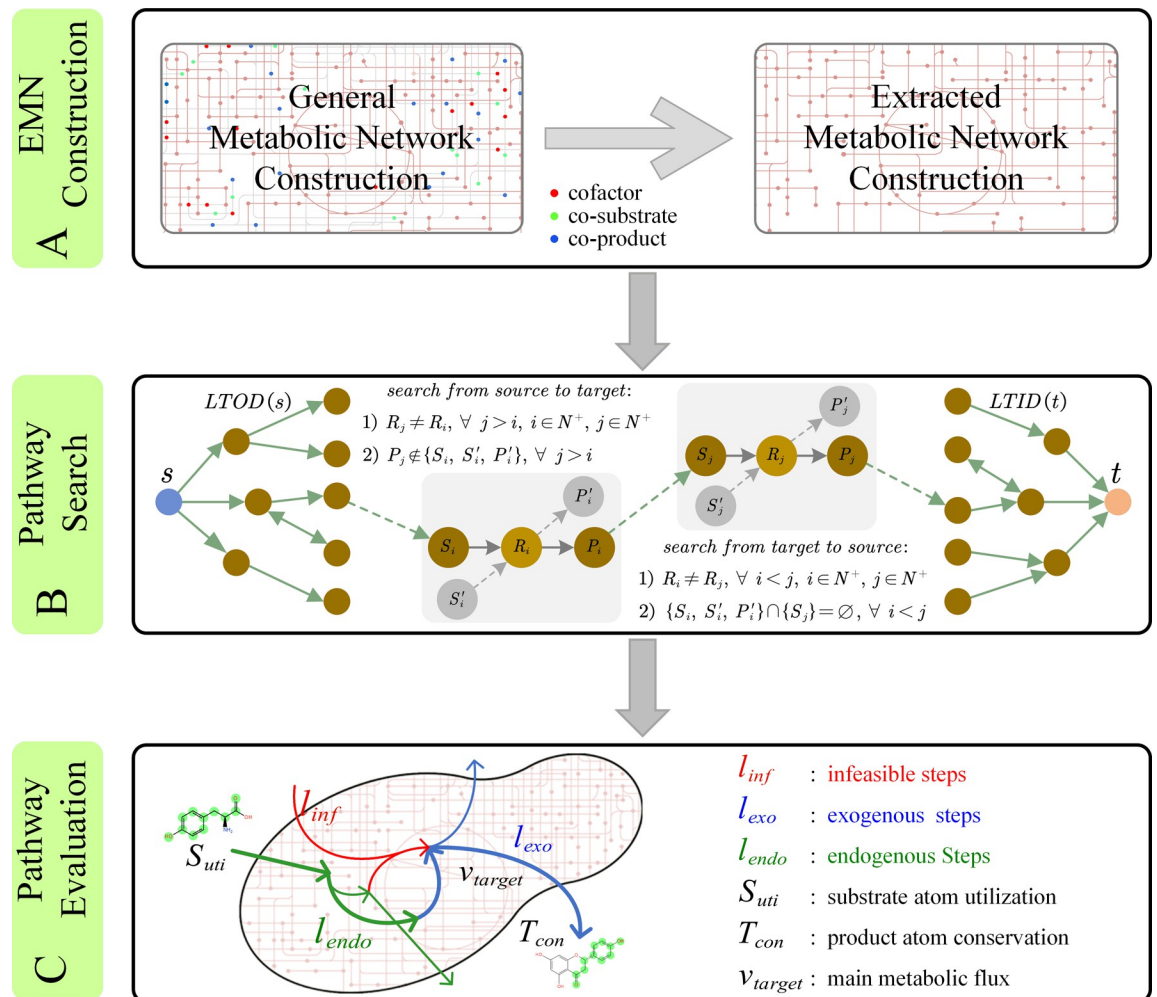 A
EMN
Construction
General
Metabolic Network
Construction
cofactor
co-substrate
co-product
Extracted
Metabolic Network
Construction
B
Pathway
Search
s
LTOD(s)
search from source to target:
1) R_j ≠ R_i, ∀ j > i, i ∈ N⁺, j ∈ N⁺
2) P_j ∉ {S_i, S′_i, P′_i}, ∀ j > i
S_i
R_i
P_i
P′_i
S′_i
S_j
R_j
P_j
P′_j
S′_j
search from target to source:
1) R_i ≠ R_j, ∀ i < j, i ∈ N⁺, j ∈ N⁺
2) {S_i, S′_i, P′_i} ∩ {S_j} = ∅, ∀ i < j
LTID(t)
t
C
Pathway
Evaluation
S_uti
l_inf
l_endo
l_exo
v_target
T_con
l_inf : infeasible steps
l_exo : exogenous steps
l_endo : endogenous Steps
S_uti : substrate atom utilization
T_con : product atom conservation
v_target : main metabolic flux